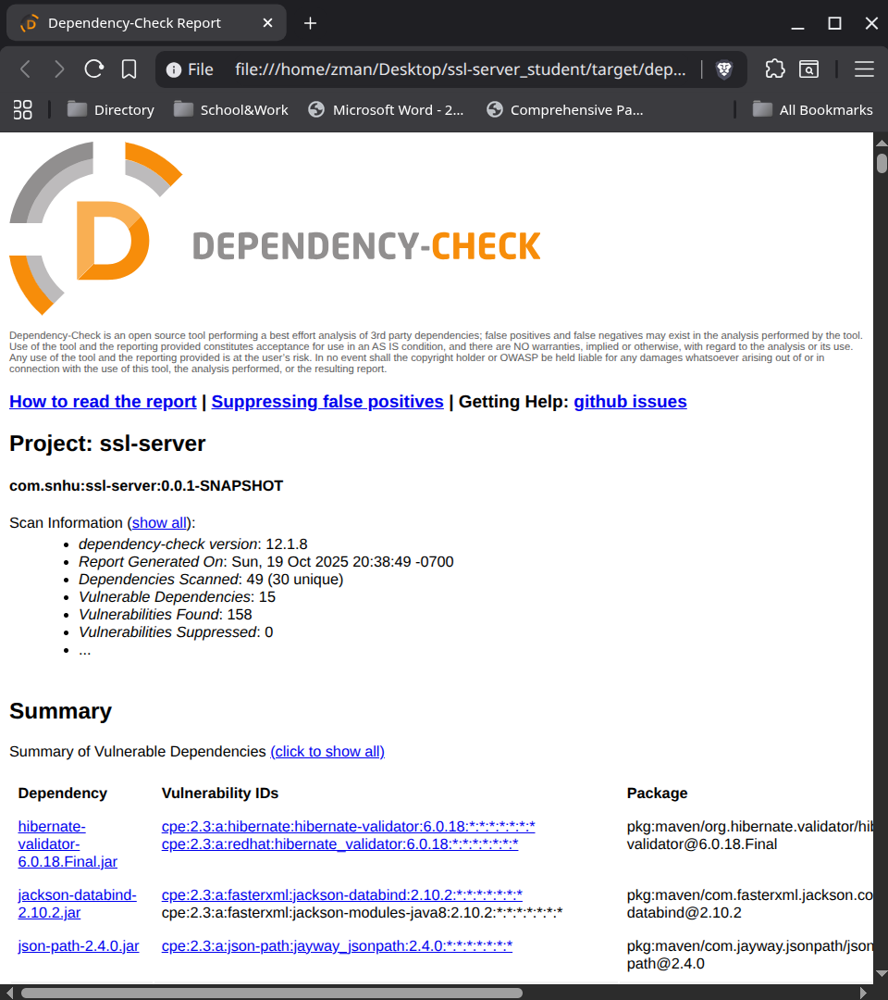 Dependency-Check Report
File file:///home/zman/Desktop/ssl-server_student/target/dep...
Directory School&Work Microsoft Word - 2... Comprehensive Pa... All Bookmarks
D
DEPENDENCY-CHECK
Dependency-Check is an open source tool performing a best effort analysis of 3rd party dependencies; false positives and false negatives may exist in the analysis performed by the tool.
Use of the tool and the reporting provided constitutes acceptance for use in an AS IS condition, and there are NO warranties, implied or otherwise, with regard to the analysis or its use.
Any use of the tool and the reporting provided is at the user's risk. In no event shall the copyright holder or OWASP be held liable for any damages whatsoever arising out of or in
connection with the use of this tool, the analysis performed, or the resulting report.
How to read the report | Suppressing false positives | Getting Help: github issues
Project: ssl-server
com.snhu:ssl-server:0.0.1-SNAPSHOT
Scan Information (show all):
• dependency-check version: 12.1.8
• Report Generated On: Sun, 19 Oct 2025 20:38:49 -0700
• Dependencies Scanned: 49 (30 unique)
• Vulnerable Dependencies: 15
• Vulnerabilities Found: 158
• Vulnerabilities Suppressed: 0
• ...
Summary
Summary of Vulnerable Dependencies (click to show all)
Dependency Vulnerability IDs Package
hibernate- cpe:2.3:a:hibernate:hibernate-validator:6.0.18:*:*:*:*:*:*:* pkg:maven/org.hibernate.validator/hib
validator- cpe:2.3:a:redhat:hibernate_validator:6.0.18:*:*:*:*:*:*:* validator@6.0.18.Final
6.0.18.Final.jar
jackson-databind- cpe:2.3:a:fasterxml:jackson-databind:2.10.2:*:*:*:*:*:*:* pkg:maven/com.fasterxml.jackson.co
2.10.2.jar cpe:2.3:a:fasterxml:jackson-modules-java8:2.10.2:*:*:*:*:*:*:* databind@2.10.2
json-path-2.4.0.jar cpe:2.3:a:json-path:jayway_jsonpath:2.4.0:*:*:*:*:*:*:* pkg:maven/com.jayway.jsonpath/json
path@2.4.0